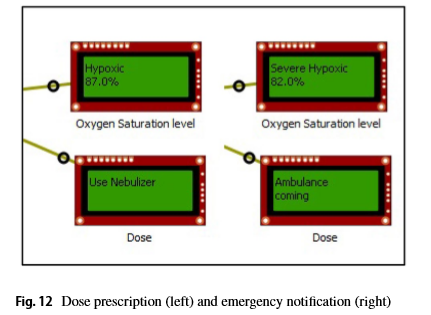 Hypoxic
87.0%
Severe Hypoxic
82.0%
Oxygen Saturation level
Oxygen Saturation level
Use Nebulizer
Ambulance
coming
Dose
Dose
Fig. 12 Dose prescription (left) and emergency notification (right)